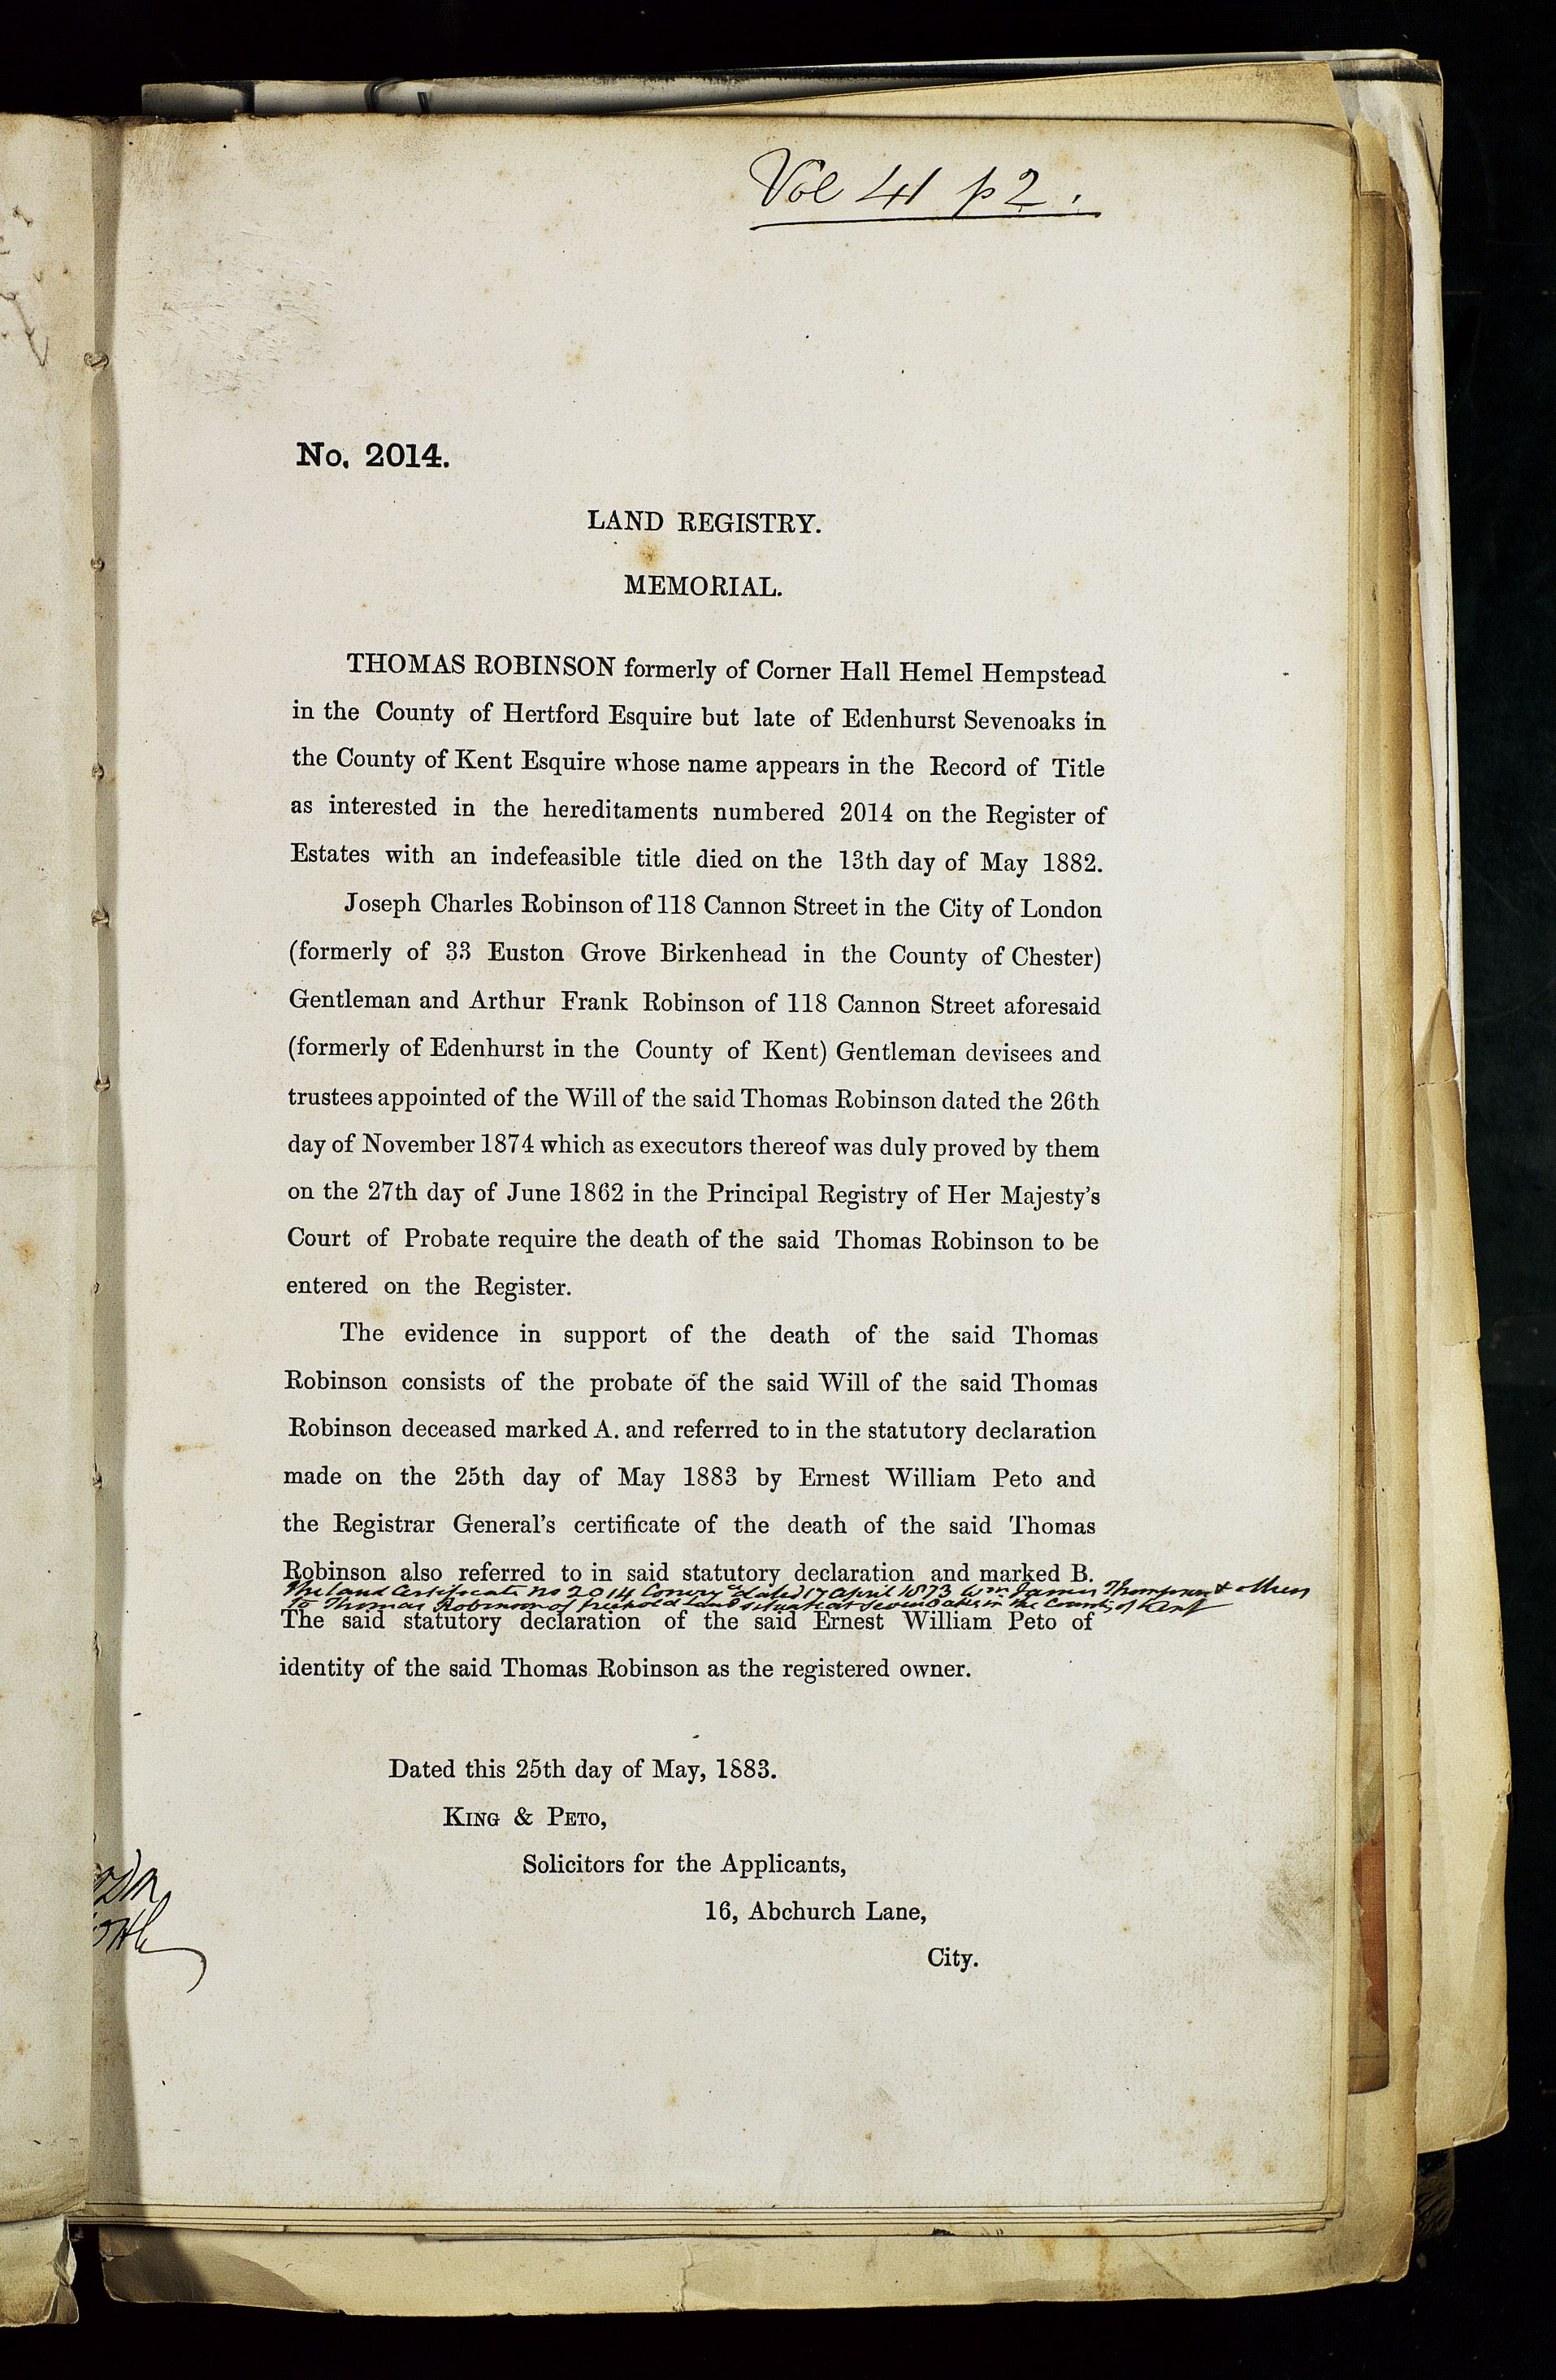 Vol 41 p2.
No. 2014.
LAND REGISTRY.
MEMORIAL.
THOMAS ROBINSON formerly of Corner Hall Hemel Hempstead
in the County of Hertford Esquire but late of Edenhurst Sevenoaks in
the County of Kent Esquire whose name appears in the Record of Title
as interested in the hereditaments numbered 2014 on the Register of
Estates with an indefeasible title died on the 13th day of May 1882.
Joseph Charles Robinson of 118 Cannon Street in the City of London
(formerly of 33 Euston Grove Birkenhead in the County of Chester)
Gentleman and Arthur Frank Robinson of 118 Cannon Street aforesaid
(formerly of Edenhurst in the County of Kent) Gentleman devisees and
trustees appointed of the Will of the said Thomas Robinson dated the 26th
day of November 1874 which as executors thereof was duly proved by them
on the 27th day of June 1862 in the Principal Registry of Her Majesty's
Court of Probate require the death of the said Thomas Robinson to be
entered on the Register.
The evidence in support of the death of the said Thomas
Robinson consists of the probate of the said Will of the said Thomas
Robinson deceased marked A. and referred to in the statutory declaration
made on the 25th day of May 1883 by Ernest William Peto and
the Registrar General's certificate of the death of the said Thomas
Robinson also referred to in said statutory declaration and marked B.
The Land Certificate No 2014 Convyce dated 17 April 1873 Wm. James Thompson & others
to Thomas Robinson of freehold Land situate at Sevenoaks in the County of Kent
The said statutory declaration of the said Ernest William Peto of
identity of the said Thomas Robinson as the registered owner.
Dated this 25th day of May, 1883.
KING & PETO,
Solicitors for the Applicants,
16, Abchurch Lane,
City.